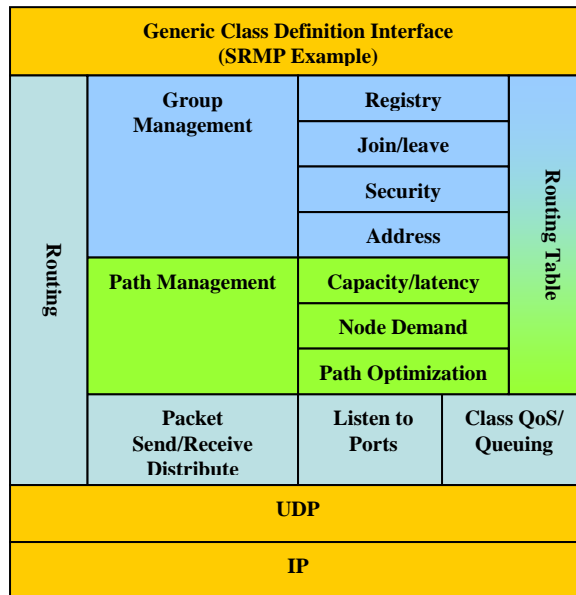 Generic Class Definition Interface
(SRMP Example)
Routing
Group
Management
Registry
Join/leave
Security
Address
Routing Table
Path Management
Capacity/latency
Node Demand
Path Optimization
Packet
Send/Receive
Distribute
Listen to
Ports
Class QoS/
Queuing
UDP
IP